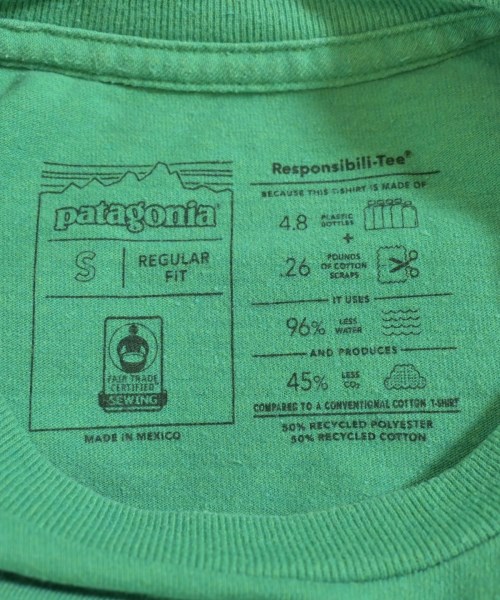 patagonia®
S
REGULAR
FIT
FAIR TRADE
CERTIFIED
SEWING
MADE IN MEXICO
Responsibili-Tee®
BECAUSE THIS T-SHIRT IS MADE OF
4.8 PLASTIC BOTTLES
+
.26 POUNDS OF COTTON SCRAPS
IT USES
96% LESS WATER
AND PRODUCES
45% LESS CO₂
COMPARED TO A CONVENTIONAL COTTON T-SHIRT
50% RECYCLED POLYESTER
50% RECYCLED COTTON